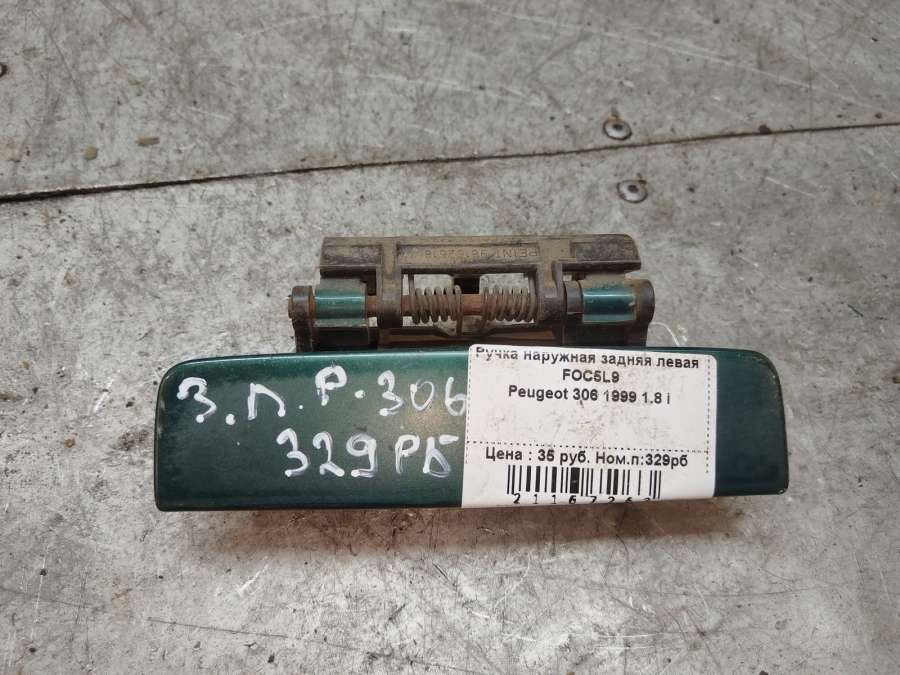 З.Л.Р.306
329РБ
Ручка наружная задняя левая
FOC5L9
Peugeot 306 1999 1.8 i
Цена : 35 руб. Ном.п:329рб